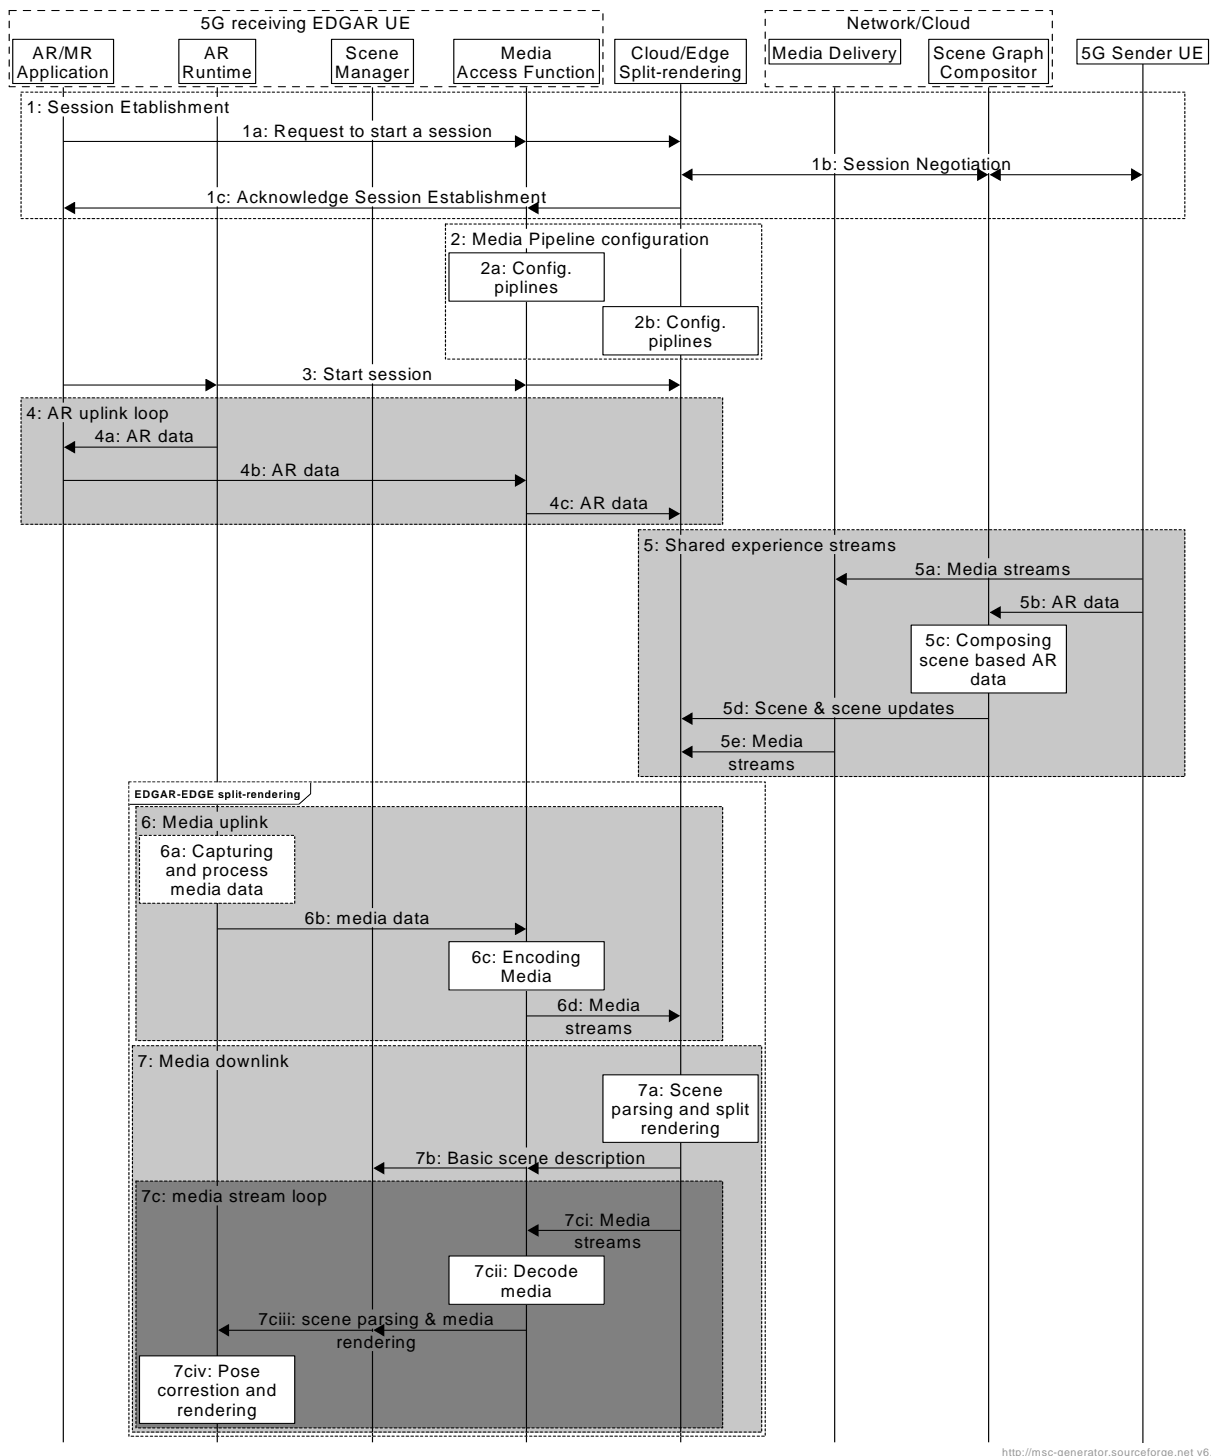 5G receiving EDGAR UE
Network/Cloud
AR/MR
Application
AR
Runtime
Scene
Manager
Media
Access Function
Cloud/Edge
Split-rendering
Media Delivery
Scene Graph
Compositor
5G Sender UE
1: Session Etablishment
1a: Request to start a session
1b: Session Negotiation
1c: Acknowledge Session Establishment
2: Media Pipeline configuration
2a: Config.
piplines
2b: Config.
piplines
3: Start session
4: AR uplink loop
4a: AR data
4b: AR data
4c: AR data
5: Shared experience streams
5a: Media streams
5b: AR data
5c: Composing
scene based AR
data
5d: Scene & scene updates
5e: Media
streams
EDGAR-EDGE split-rendering
6: Media uplink
6a: Capturing
and process
media data
6b: media data
6c: Encoding
Media
6d: Media
streams
7: Media downlink
7a: Scene
parsing and split
rendering
7b: Basic scene description
7c: media stream loop
7ci: Media
streams
7cii: Decode
media
7ciii: scene parsing & media
rendering
7civ: Pose
correstion and
rendering
http://msc-generator.sourceforge.net v6.